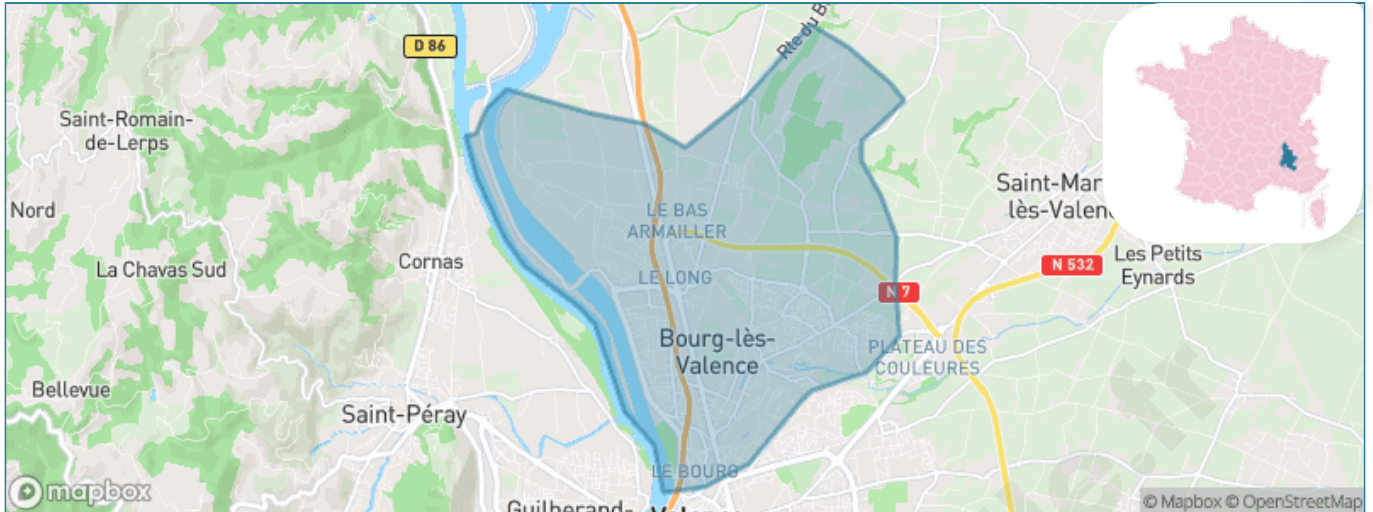 D 86
Rte du B
Saint-Romain-
de-Lerps
Nord
La Chavas Sud
Cornas
LE BAS
ARMAILLER
LE LONG
Saint-Mar
lès-Valenc
N 532
Les Petits
Eynards
N 7
Bourg-lès-
Valence
PLATEAU DES
COULEURES
Bellevue
Saint-Péray
LE BOURG
Guilherand-
Valence
mapbox
© Mapbox © OpenStreetMap